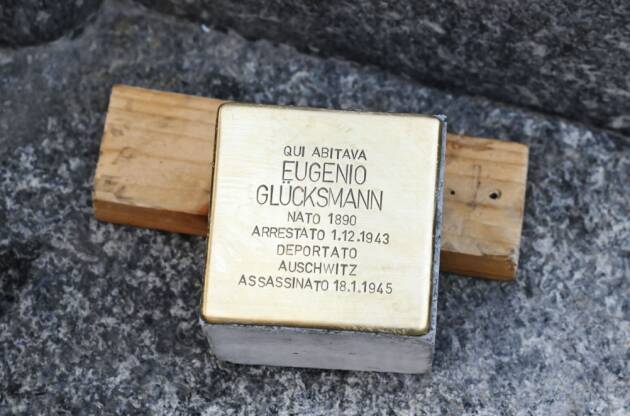 QUI ABITAVA
EUGENIO
GLÜCKSMANN
NATO 1890
ARRESTATO 1.12.1943
DEPORTATO
AUSCHWITZ
ASSASSINATO 18.1.1945